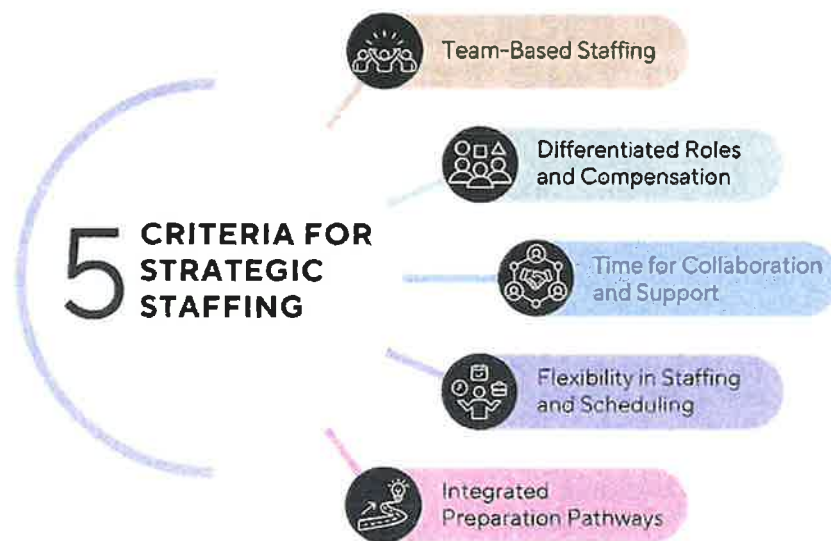 Team-Based Staffing
Differentiated Roles
and Compensation
5
CRITERIA FOR
STRATEGIC
STAFFING
Time for Collaboration
and Support
Flexibility in Staffing
and Scheduling
Integrated
Preparation Pathways